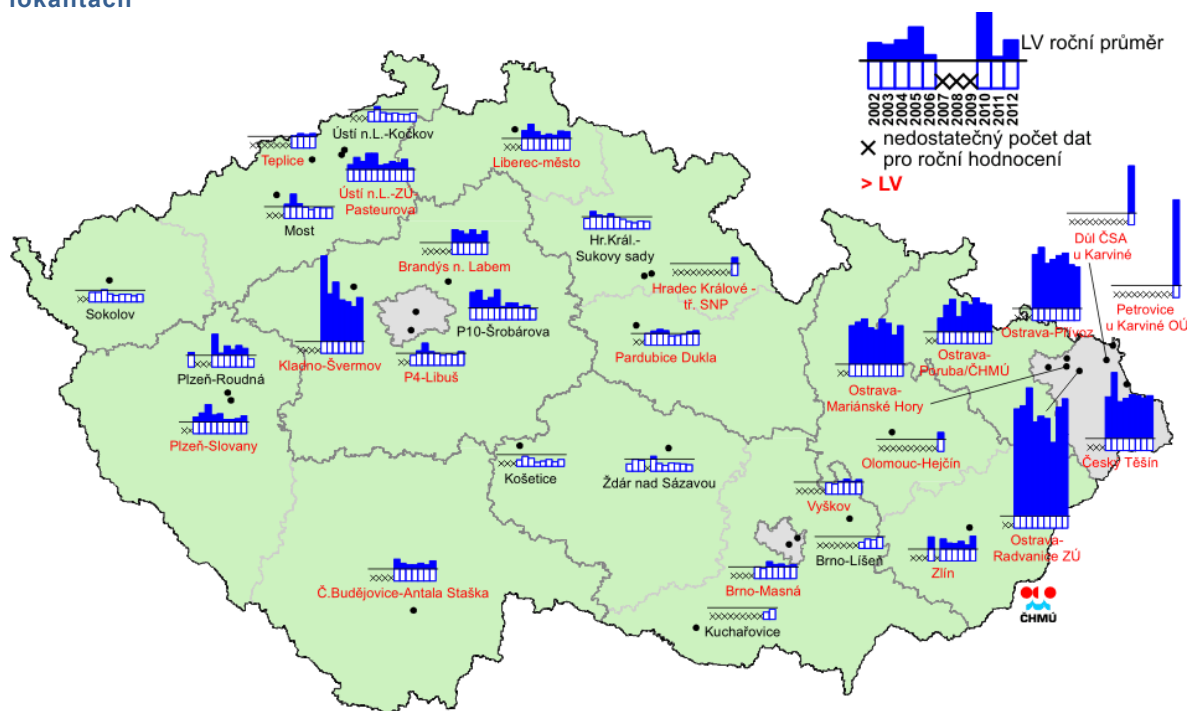 lokalitách
LV roční průměr
2002 2003 2004 2005 2006 2007 2008 2009 2010 2011 2012
nedostatečný počet dat
pro roční hodnocení
> LV
Ústí n.L.-Kočkov
Teplice
Ústí n.L.-ZÚ-
Pasteurova
Most
Liberec-město
Sokolov
Brandýs n. Labem
Hr.Král.-
Sukovy sady
Hradec Králové -
tř. SNP
Důl ČSA
u Karviné
Petrovice
u Karviné OÚ
P10-Šrobárova
Kladno-Švermov
P4-Libuš
Pardubice Dukla
Plzeň-Roudná
Plzeň-Slovany
Ostrava-Přívoz
Ostrava-
Poruba/ČHMÚ
Ostrava-
Mariánské Hory
Olomouc-Hejčín
Český Těšín
Košetice
Ždár nad Sázavou
Vyškov
Ostrava-
Radvanice ZÚ
Brno-Líšeň
Zlín
Č.Budějovice-Antala Staška
Brno-Masná
Kuchařovice
ČHMÚ